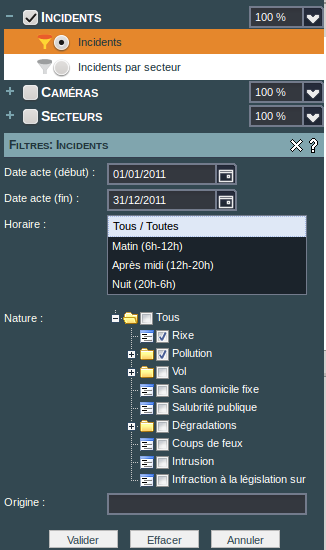 INCIDENTS 100 %
Incidents
Incidents par secteur
CAMÉRAS 100 %
SECTEURS 100 %
FILTRES: INCIDENTS
Date acte (début) : 01/01/2011
Date acte (fin) : 31/12/2011
Horaire : Tous / Toutes
Matin (6h-12h)
Après midi (12h-20h)
Nuit (20h-6h)
Nature : Tous
Rixe
Pollution
Vol
Sans domicile fixe
Salubrité publique
Dégradations
Coups de feux
Intrusion
Infraction à la législation sur
Origine :
Valider Effacer Annuler